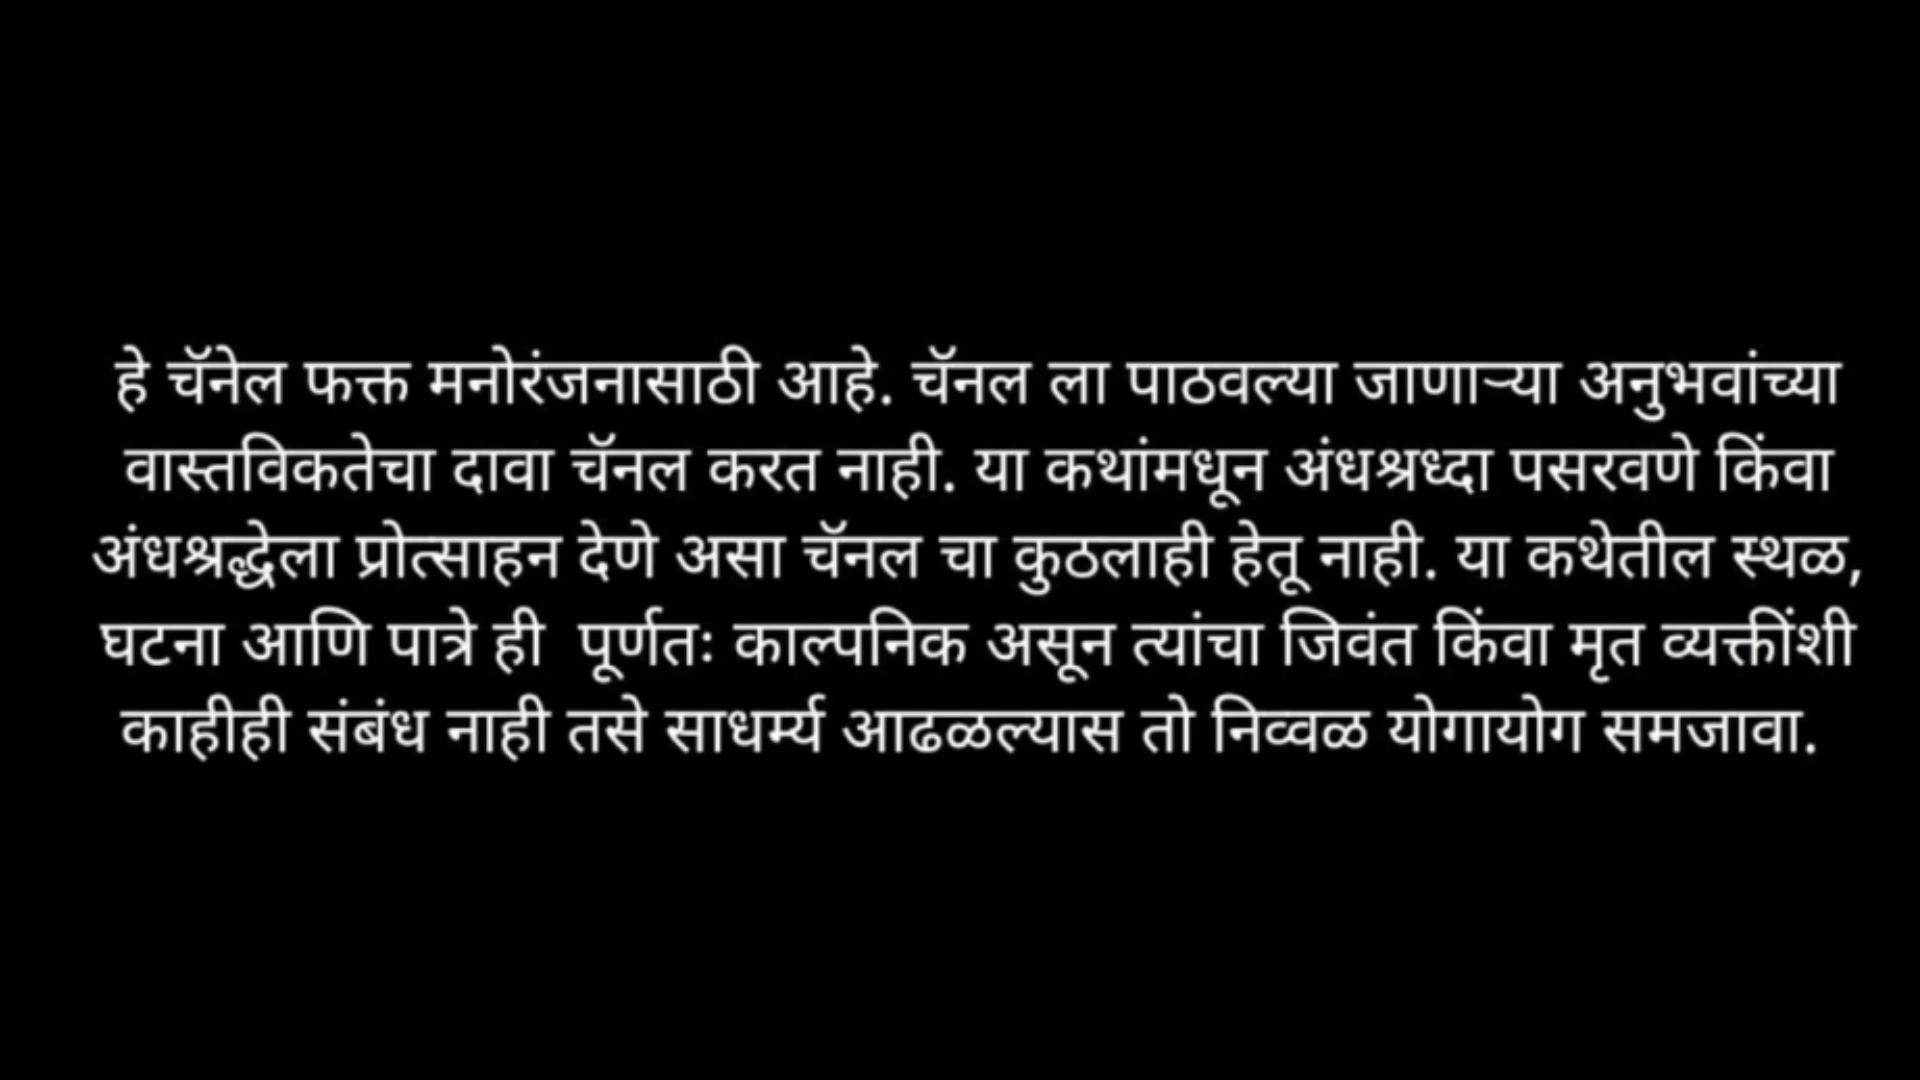 हे चॅनेल फक्त मनोरंजनासाठी आहे. चॅनल ला पाठवल्या जाणाऱ्या अनुभवांच्या
वास्तविकतेचा दावा चॅनल करत नाही. या कथांमधून अंधश्रध्दा पसरवणे किंवा
अंधश्रद्धेला प्रोत्साहन देणे असा चॅनल चा कुठलाही हेतू नाही. या कथेतील स्थळ,
घटना आणि पात्रे ही  पूर्णतः काल्पनिक असून त्यांचा जिवंत किंवा मृत व्यक्तींशी
काहीही संबंध नाही तसे साधर्म्य आढळल्यास तो निव्वळ योगायोग समजावा.